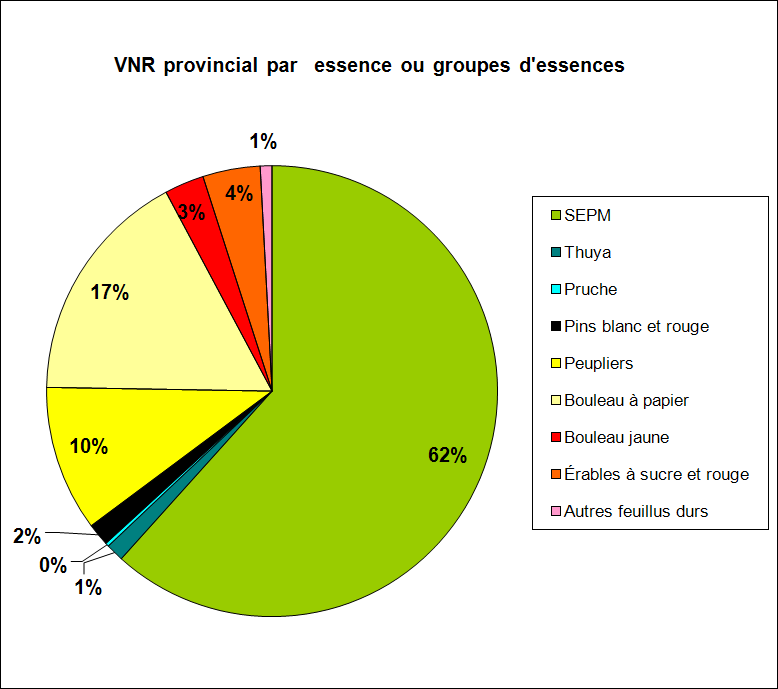 VNR provincial par essence ou groupes d'essences
1%
4%
3%
17%
10%
62%
2%
0%
1%
SEPM
Thuya
Pruche
Pins blanc et rouge
Peupliers
Bouleau à papier
Bouleau jaune
Érables à sucre et rouge
Autres feuillus durs